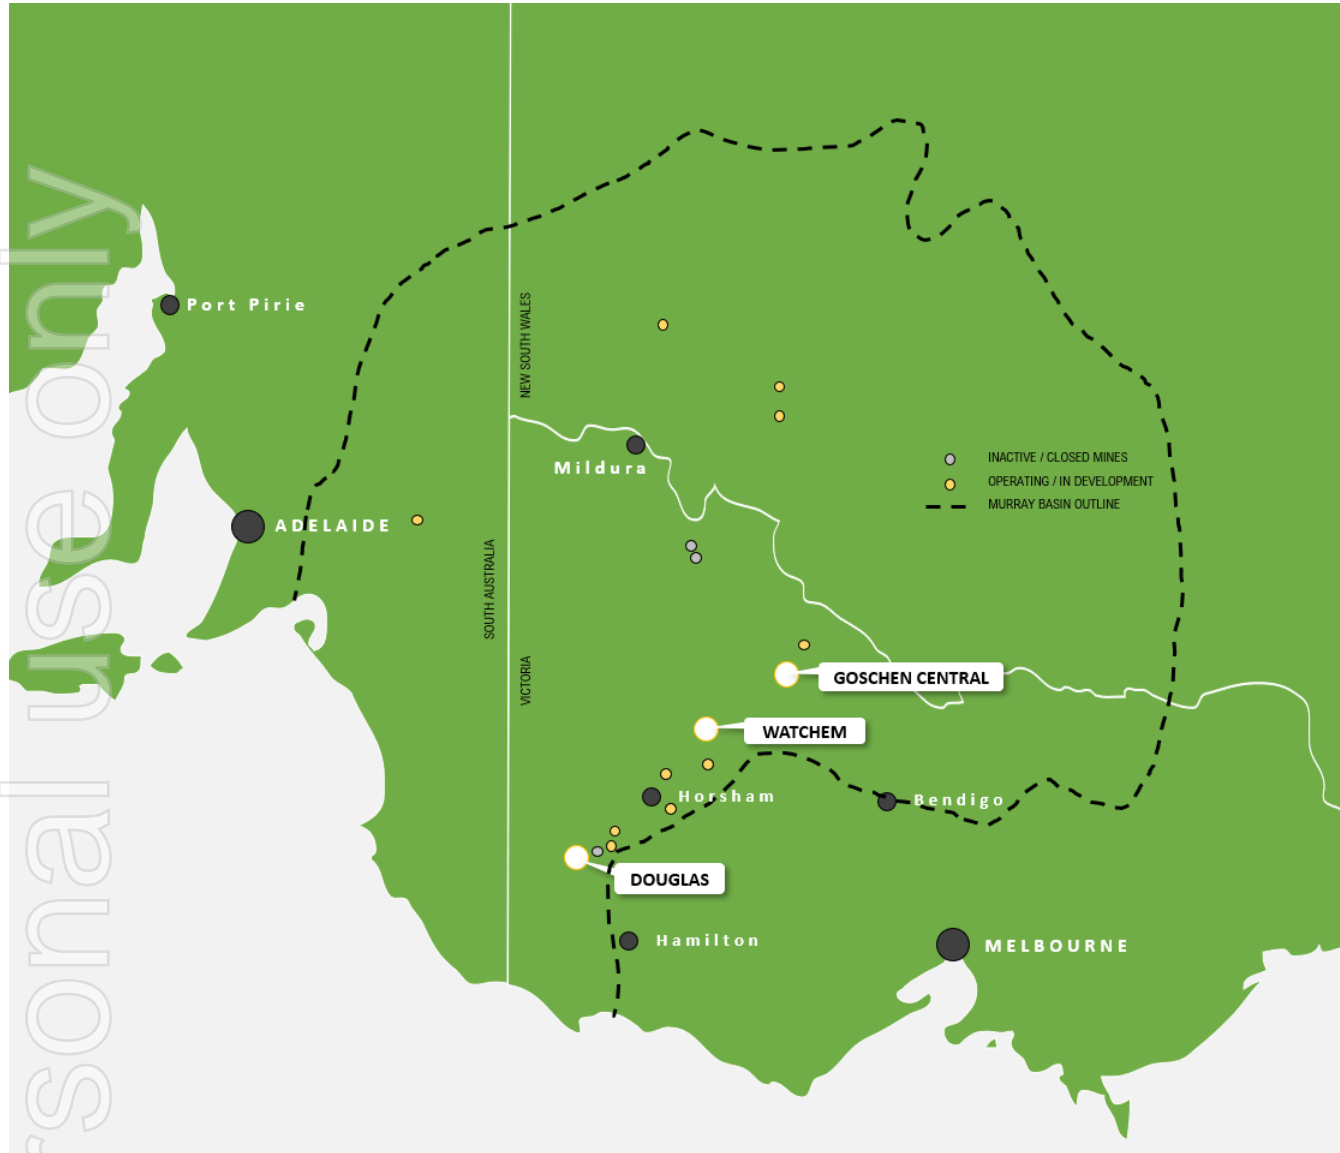 rsonal use only
Port Pirie
NEW SOUTH WALES
Mildura
INACTIVE / CLOSED MINES
OPERATING / IN DEVELOPMENT
MURRAY BASIN OUTLINE
ADELAIDE
SOUTH AUSTRALIA
VICTORIA
GOSCHEN CENTRAL
WATCHEM
Horsham
Bendigo
DOUGLAS
Hamilton
MELBOURNE